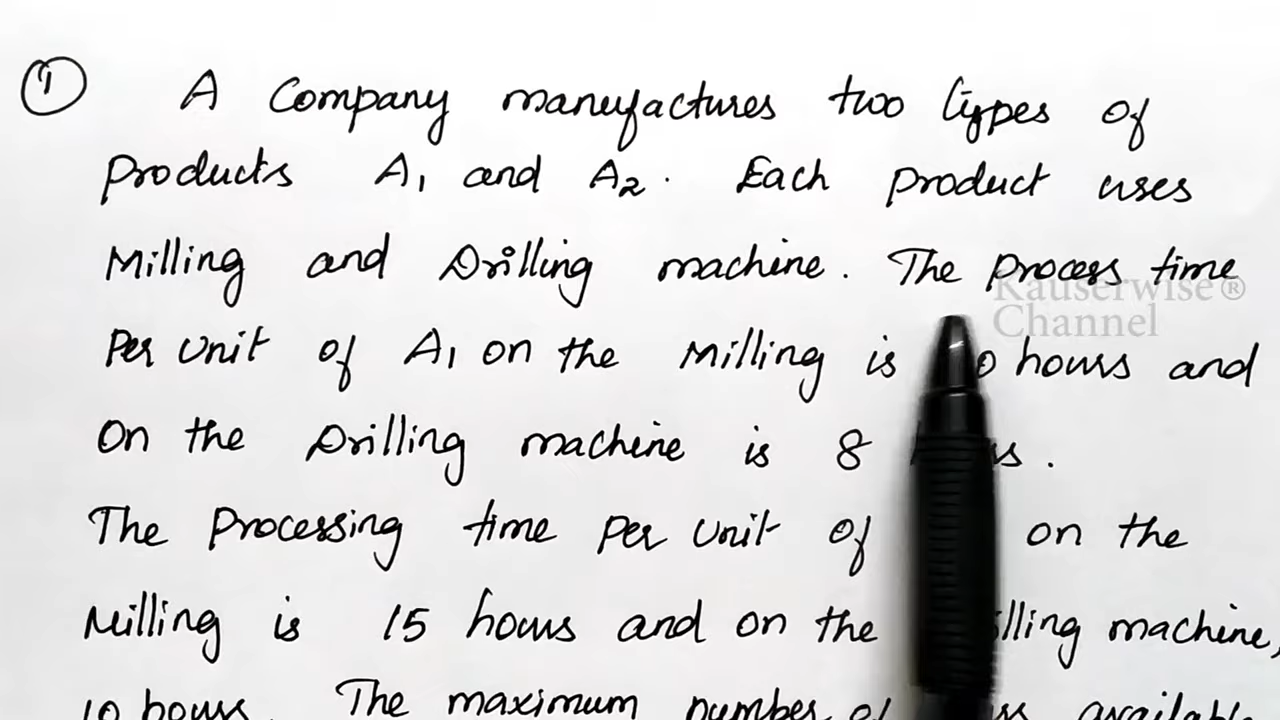 1
A Company manufactures two types of
products A1 and A2. Each product uses
Milling and Drilling machine. The process time
Kauserwise®
Channel
Per unit of A1 on the Milling is hours and
On the Drilling machine is 8
The Processing time Per unit of on the
Milling is 15 hours and on the machine,
10 hours. The maximum number of available